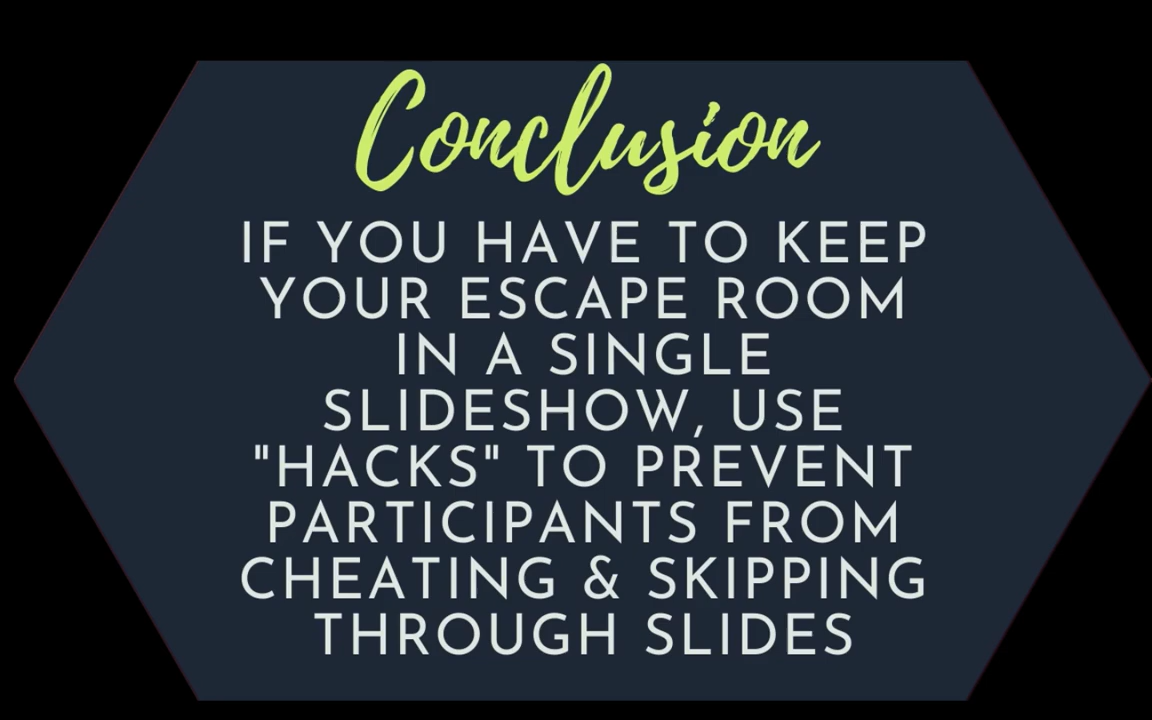 Conclusion
IF YOU HAVE TO KEEP
YOUR ESCAPE ROOM
IN A SINGLE
SLIDESHOW, USE
"HACKS" TO PREVENT
PARTICIPANTS FROM
CHEATING & SKIPPING
THROUGH SLIDES